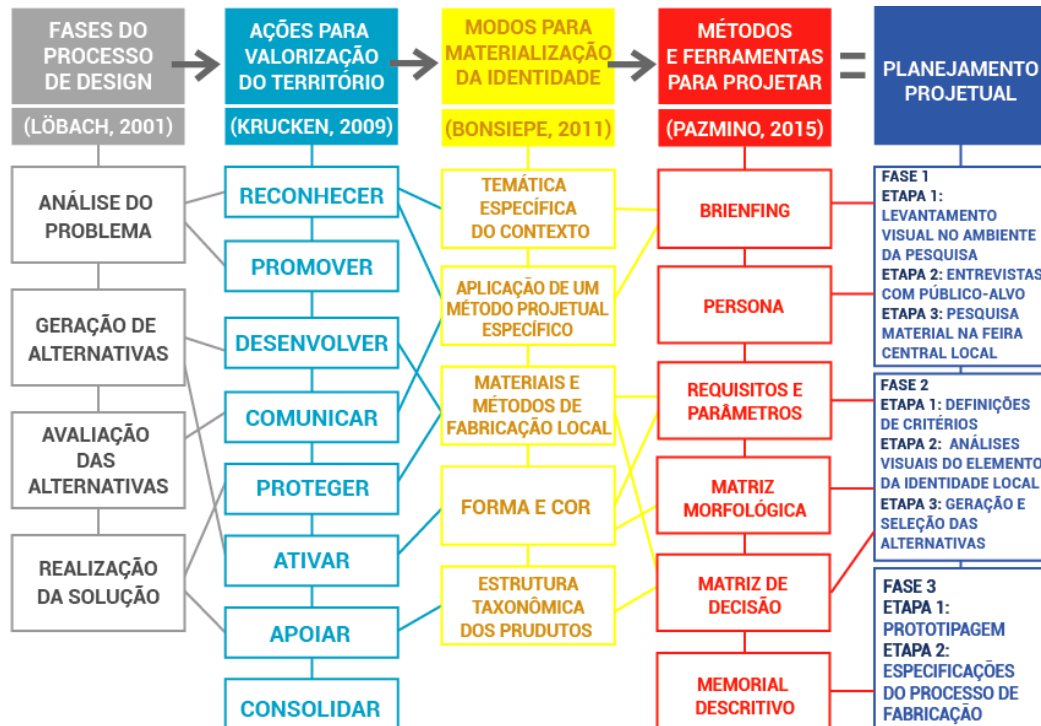 FASES DO
PROCESSO
DE DESIGN
(LÖBACH, 2001)
ANÁLISE DO
PROBLEMA
GERAÇÃO DE
ALTERNATIVAS
AVALIAÇÃO
DAS
ALTERNATIVAS
REALIZAÇÃO
DA SOLUÇÃO
AÇÕES PARA
VALORIZAÇÃO
DO TERRITÓRIO
(KRUCKEN, 2009)
RECONHECER
PROMOVER
DESENVOLVER
COMUNICAR
PROTEGER
ATIVAR
APOIAR
CONSOLIDAR
MODOS PARA
MATERIALIZAÇÃO
DA IDENTIDADE
(BONSIEPE, 2011)
TEMÁTICA
ESPECÍFICA
DO CONTEXTO
APLICAÇÃO DE UM
MÉTODO PROJETUAL
ESPECÍFICO
MATERIAIS E
MÉTODOS DE
FABRICAÇÃO LOCAL
FORMA E COR
ESTRUTURA
TAXONÔMICA
DOS PRUDUTOS
MÉTODOS
E FERRAMENTAS
PARA PROJETAR
(PAZMINO, 2015)
BRIENFING
PERSONA
REQUISITOS E
PARÂMETROS
MATRIZ
MORFOLÓGICA
MATRIZ DE
DECISÃO
MEMORIAL
DESCRITIVO
=
PLANEJAMENTO
PROJETUAL
FASE 1
ETAPA 1:
LEVANTAMENTO
VISUAL NO AMBIENTE
DA PESQUISA
ETAPA 2: ENTREVISTAS
COM PÚBLICO-ALVO
ETAPA 3: PESQUISA
MATERIAL NA FEIRA
CENTRAL LOCAL
FASE 2
ETAPA 1: DEFINIÇÕES
DE CRITÉRIOS
ETAPA 2: ANÁLISES
VISUAIS DO ELEMENTO
DA IDENTIDADE LOCAL
ETAPA 3: GERAÇÃO E
SELEÇÃO DAS
ALTERNATIVAS
FASE 3
ETAPA 1:
PROTOTIPAGEM
ETAPA 2:
ESPECIFICAÇÕES
DO PROCESSO DE
FABRICAÇÃO